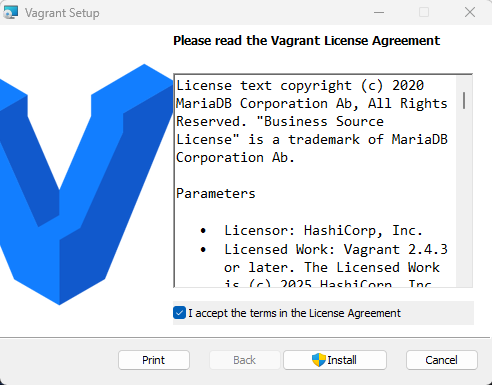 Vagrant Setup
Please read the Vagrant License Agreement
License text copyright (c) 2020
MariaDB Corporation Ab, All Rights
Reserved. "Business Source
License" is a trademark of MariaDB
Corporation Ab.
Parameters
• Licensor: HashiCorp, Inc.
• Licensed Work: Vagrant 2.4.3
or later. The Licensed Work
is (c) 2025 HashiCorp, Inc.
I accept the terms in the License Agreement
Print Back Install Cancel